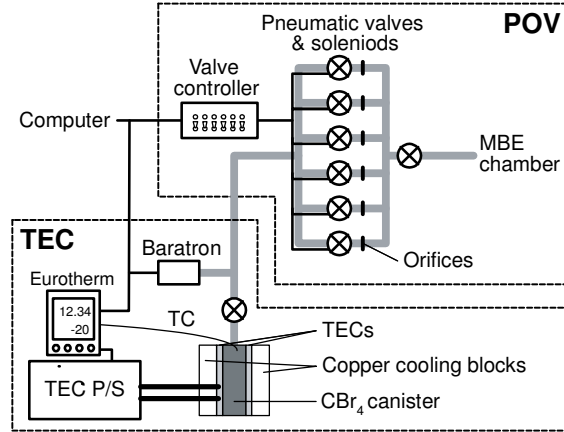 Pneumatic valves
& soleniods
POV
Valve
controller
Computer
MBE
chamber
TEC
Baratron
Orifices
Eurotherm
12.34
-20
TC
TECs
Copper cooling blocks
TEC P/S
CBr4 canister